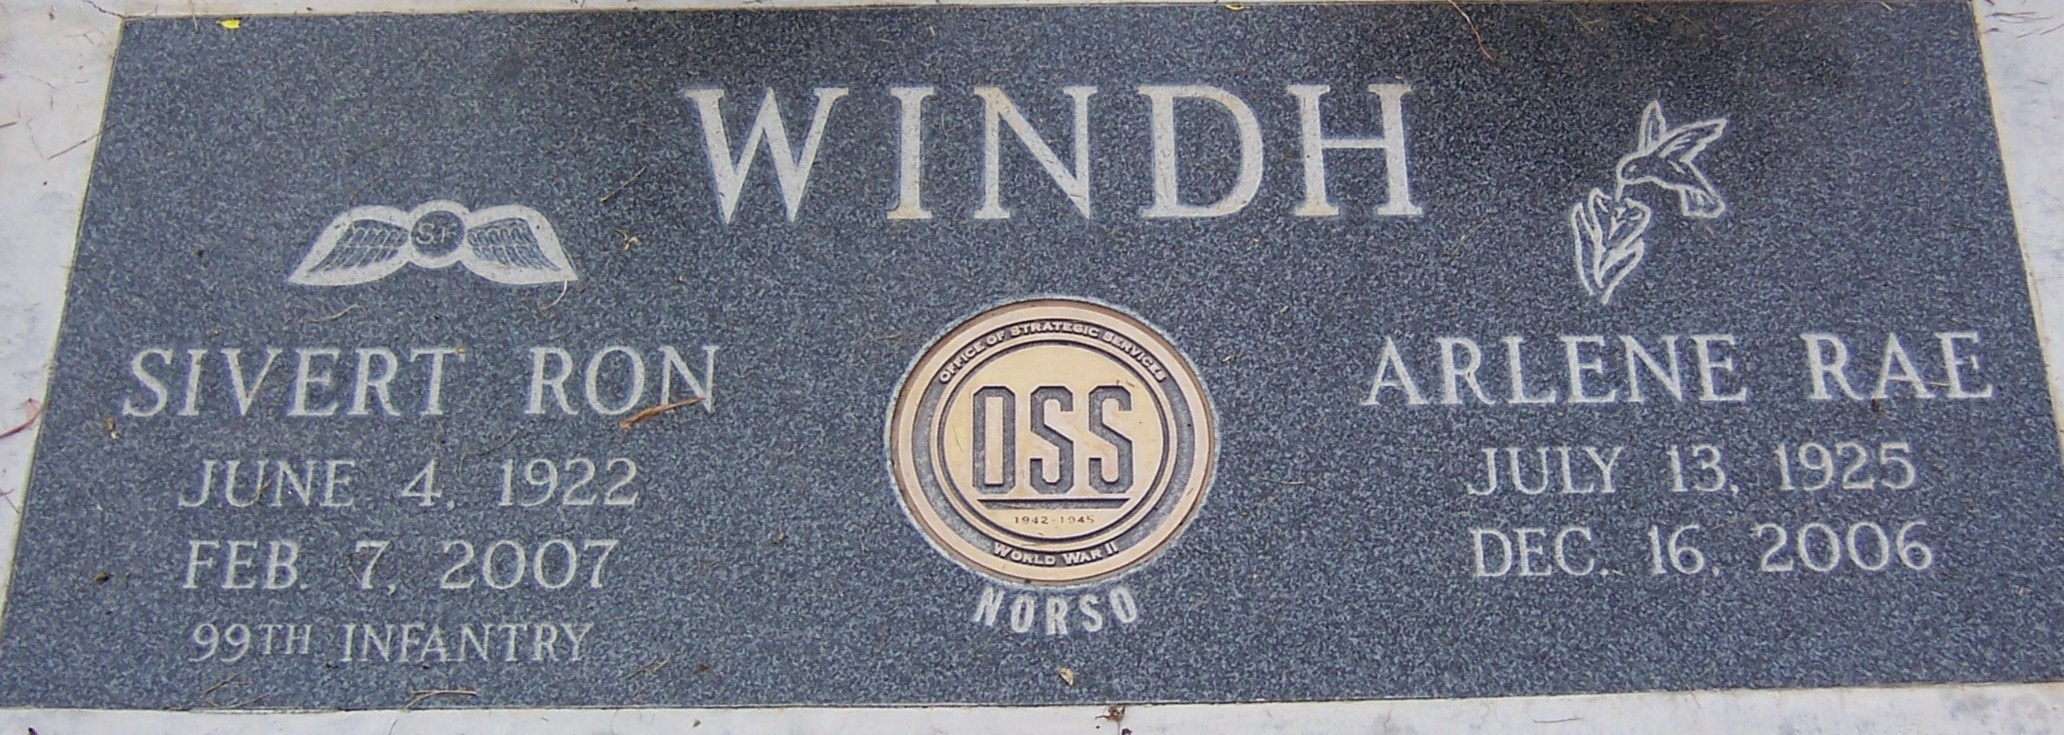 WINDH
SF
SIVERT RON
JUNE 4, 1922
FEB. 7, 2007
99TH INFANTRY
OFFICE OF STRATEGIC SERVICES
OSS
1942-1945
WORLD WAR II
NORSO
ARLENE RAE
JULY 13, 1925
DEC. 16, 2006